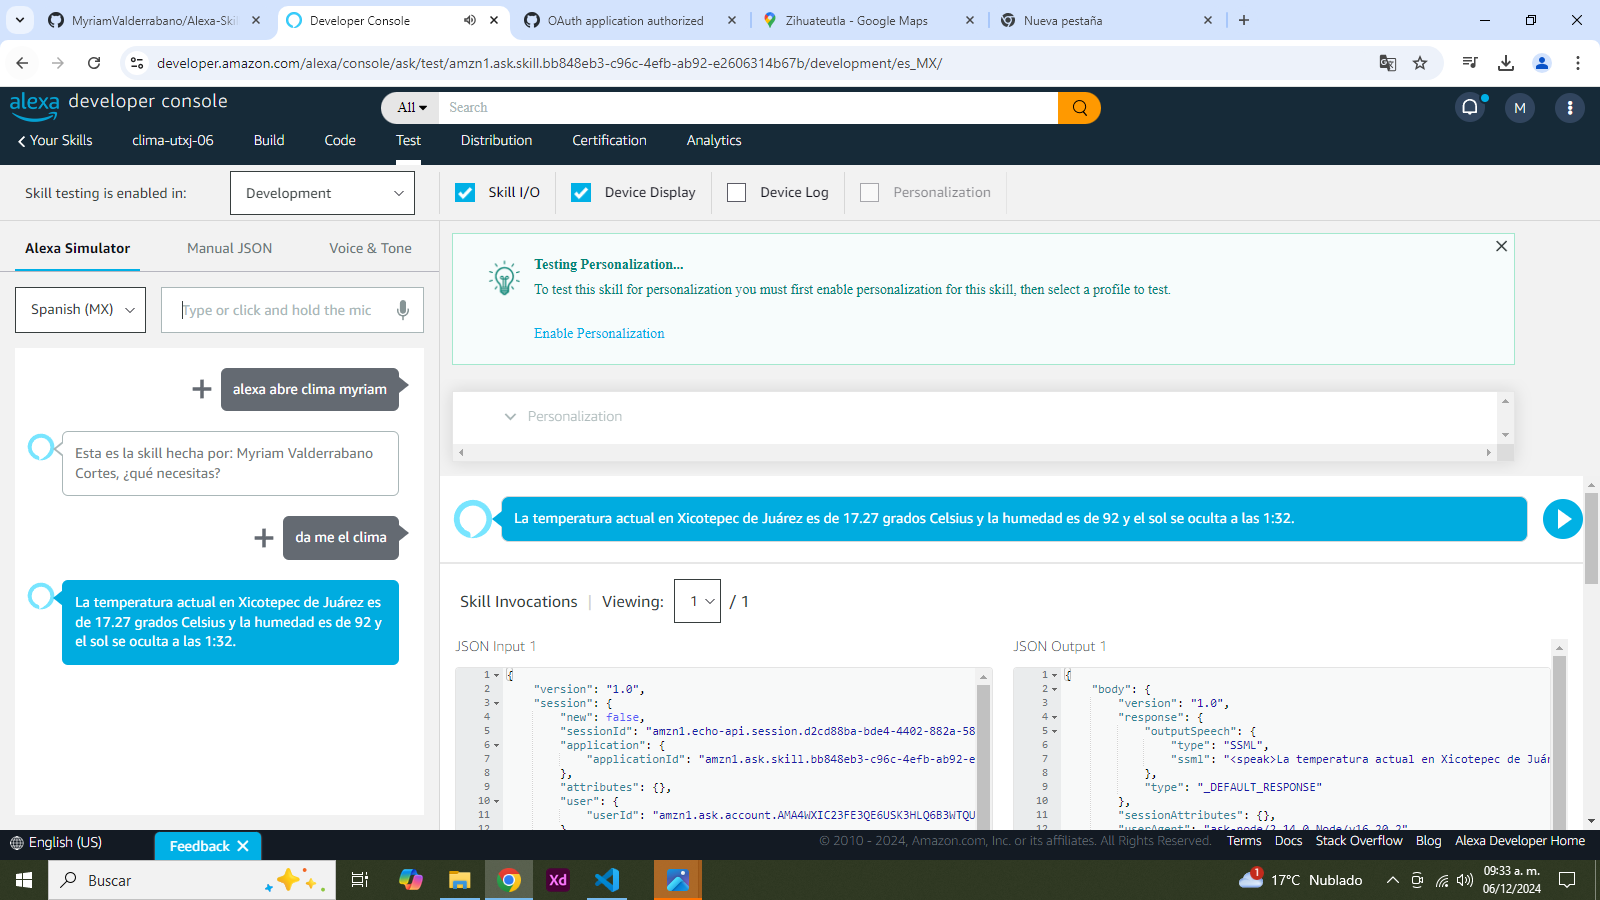 MyriamValderrabano/Alexa-Skil
Developer Console
OAuth application authorized
Zihuateutla - Google Maps
Nueva pestaña
developer.amazon.com/alexa/console/ask/test/amzn1.ask.skill.bb848eb3-c96c-4efb-ab92-e2606314b67b/development/es_MX/
alexa developer console
All
Search
M
Your Skills
clima-utxj-06
Build
Code
Test
Distribution
Certification
Analytics
Skill testing is enabled in:
Development
Skill I/O
Device Display
Device Log
Personalization
Alexa Simulator
Manual JSON
Voice & Tone
Spanish (MX)
Type or click and hold the mic
alexa abre clima myriam
Esta es la skill hecha por: Myriam Valderrabano
Cortes, ¿qué necesitas?
da me el clima
La temperatura actual en Xicotepec de Juárez es
de 17.27 grados Celsius y la humedad es de 92 y
el sol se oculta a las 1:32.
Testing Personalization...
To test this skill for personalization you must first enable personalization for this skill, then select a profile to test.
Enable Personalization
Personalization
La temperatura actual en Xicotepec de Juárez es de 17.27 grados Celsius y la humedad es de 92 y el sol se oculta a las 1:32.
Skill Invocations | Viewing: 1 / 1
JSON Input 1
1 {
2 "version": "1.0",
3 "session": {
4 "new": false,
5 "sessionId": "amzn1.echo-api.session.d2cd88ba-bde4-4402-882a-58
6 "application": {
7 "applicationId": "amzn1.ask.skill.bb848eb3-c96c-4efb-ab92-e
8 },
9 "attributes": {},
10 "user": {
11 "userId": "amzn1.ask.account.AMA4WXIC23FE3QE6USK3HLQ6B3WTQU
12 }
JSON Output 1
1 {
2 "body": {
3 "version": "1.0",
4 "response": {
5 "outputSpeech": {
6 "type": "SSML",
7 "ssml": "<speak>La temperatura actual en Xicotepec de Juár
8 },
9 "type": "_DEFAULT_RESPONSE"
10 },
11 "sessionAttributes": {},
12 "userAgent": "ask-node/2.14.0 Node/v16.20.2"
English (US)
Feedback
© 2010 - 2024, Amazon.com, Inc. or its affiliates. All Rights Reserved.
Terms
Docs
Stack Overflow
Blog
Alexa Developer Home
Buscar
Xd
1
17°C Nublado
09:33 a. m.
06/12/2024